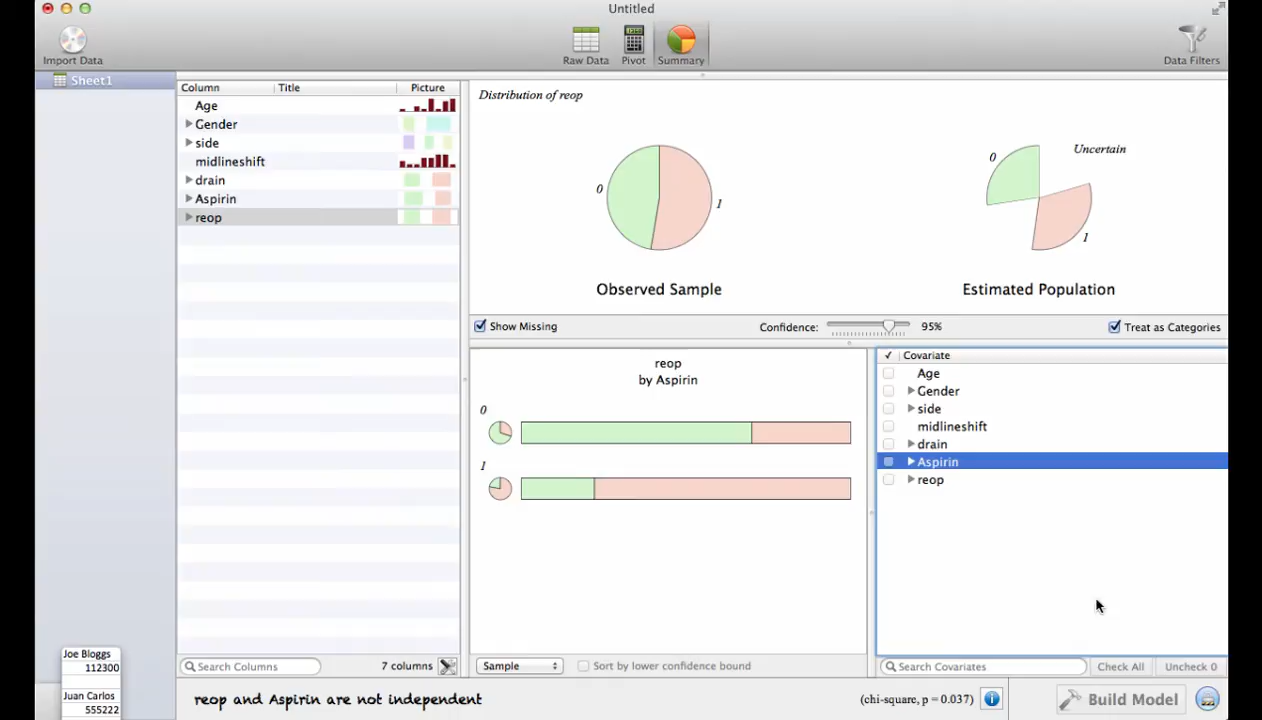 Untitled
Import Data
Raw Data
Pivot
Summary
Data Filters
Sheet1
Column Title Picture
Age
Gender
side
midlineshift
drain
Aspirin
reop
Distribution of reop
0
1
Observed Sample
0
Uncertain
1
Estimated Population
Show Missing
Confidence: 95%
Treat as Categories
reop
by Aspirin
0
1
Covariate
Age
Gender
side
midlineshift
drain
Aspirin
reop
Joe Bloggs
112300
Juan Carlos
555222
Search Columns
7 columns
Sample
Sort by lower confidence bound
Search Covariates
Check All
Uncheck 0
reop and Aspirin are not independent
(chi-square, p = 0.037)
Build Model